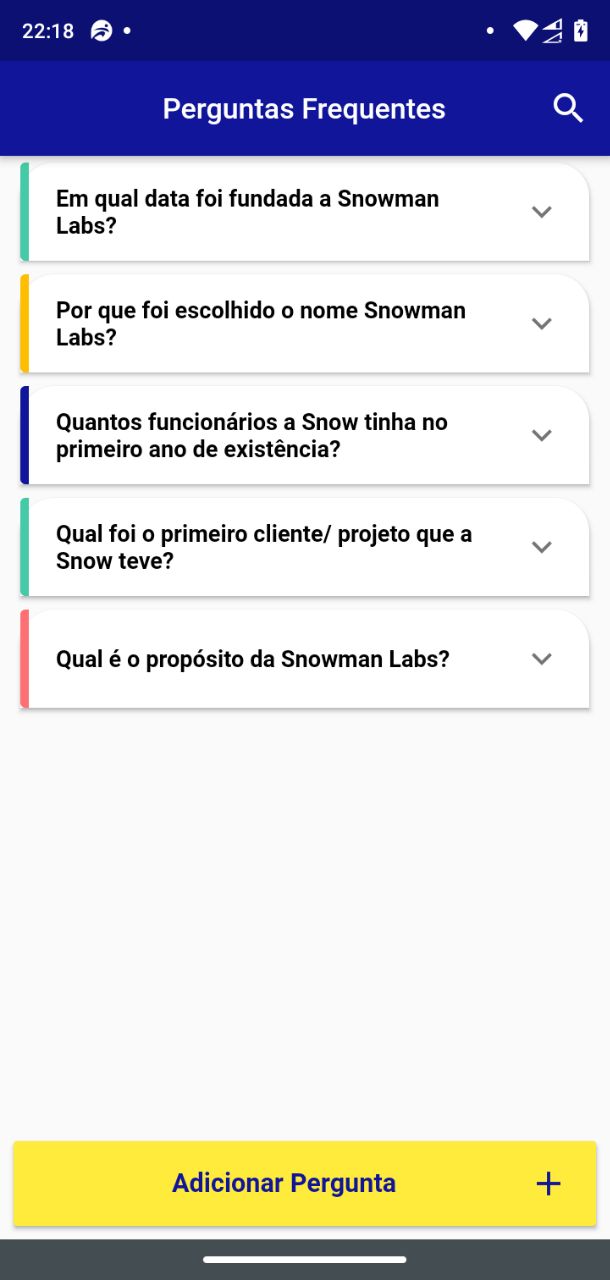 22:18
Perguntas Frequentes
Em qual data foi fundada a Snowman
Labs?
Por que foi escolhido o nome Snowman
Labs?
Quantos funcionários a Snow tinha no
primeiro ano de existência?
Qual foi o primeiro cliente/ projeto que a
Snow teve?
Qual é o propósito da Snowman Labs?
Adicionar Pergunta